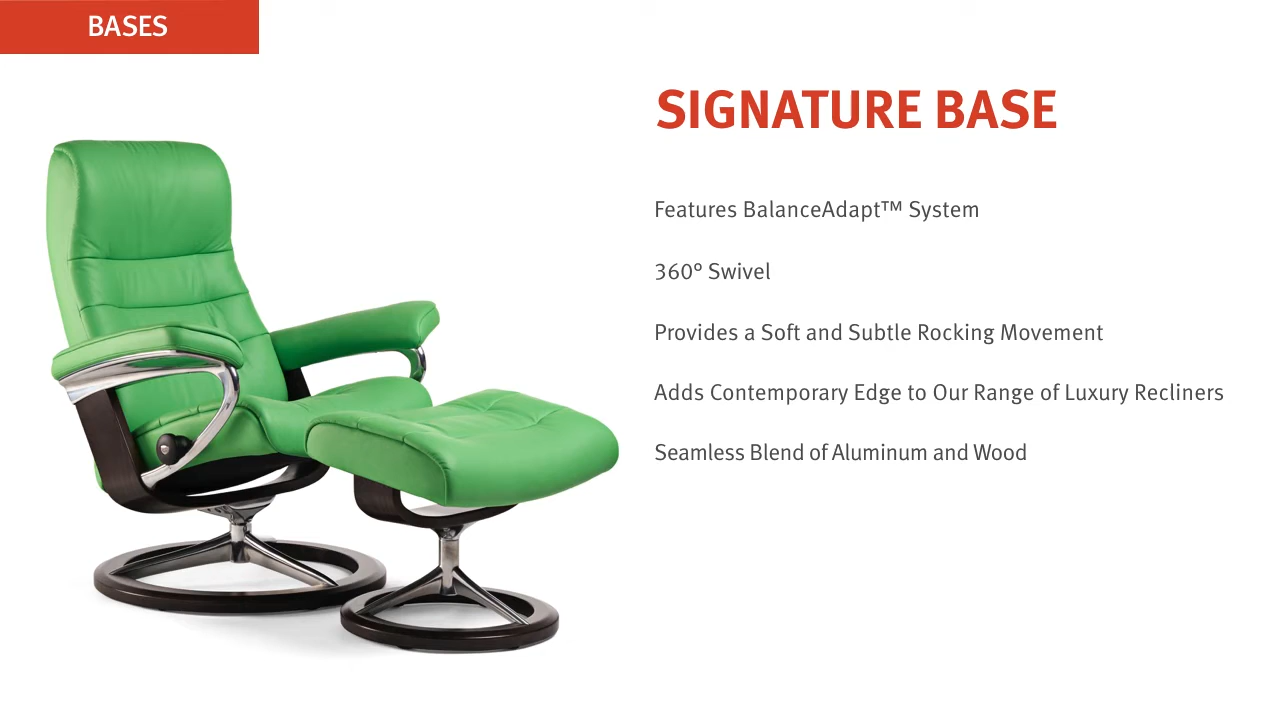 BASES
SIGNATURE BASE
Features BalanceAdapt™ System
360° Swivel
Provides a Soft and Subtle Rocking Movement
Adds Contemporary Edge to Our Range of Luxury Recliners
Seamless Blend of Aluminum and Wood